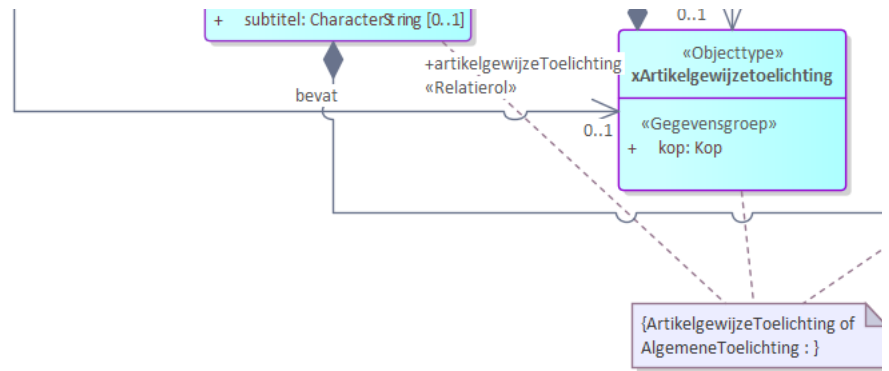 + subtitel: CharacterString [0..1]
0..1
+artikelgewijzeToelichting
«Relatierol»
bevat
0..1
«Objecttype»
xArtikelgewijzetoelichting
«Gegevensgroep»
+ kop: Kop
{ArtikelgewijzeToelichting of
AlgemeneToelichting : }